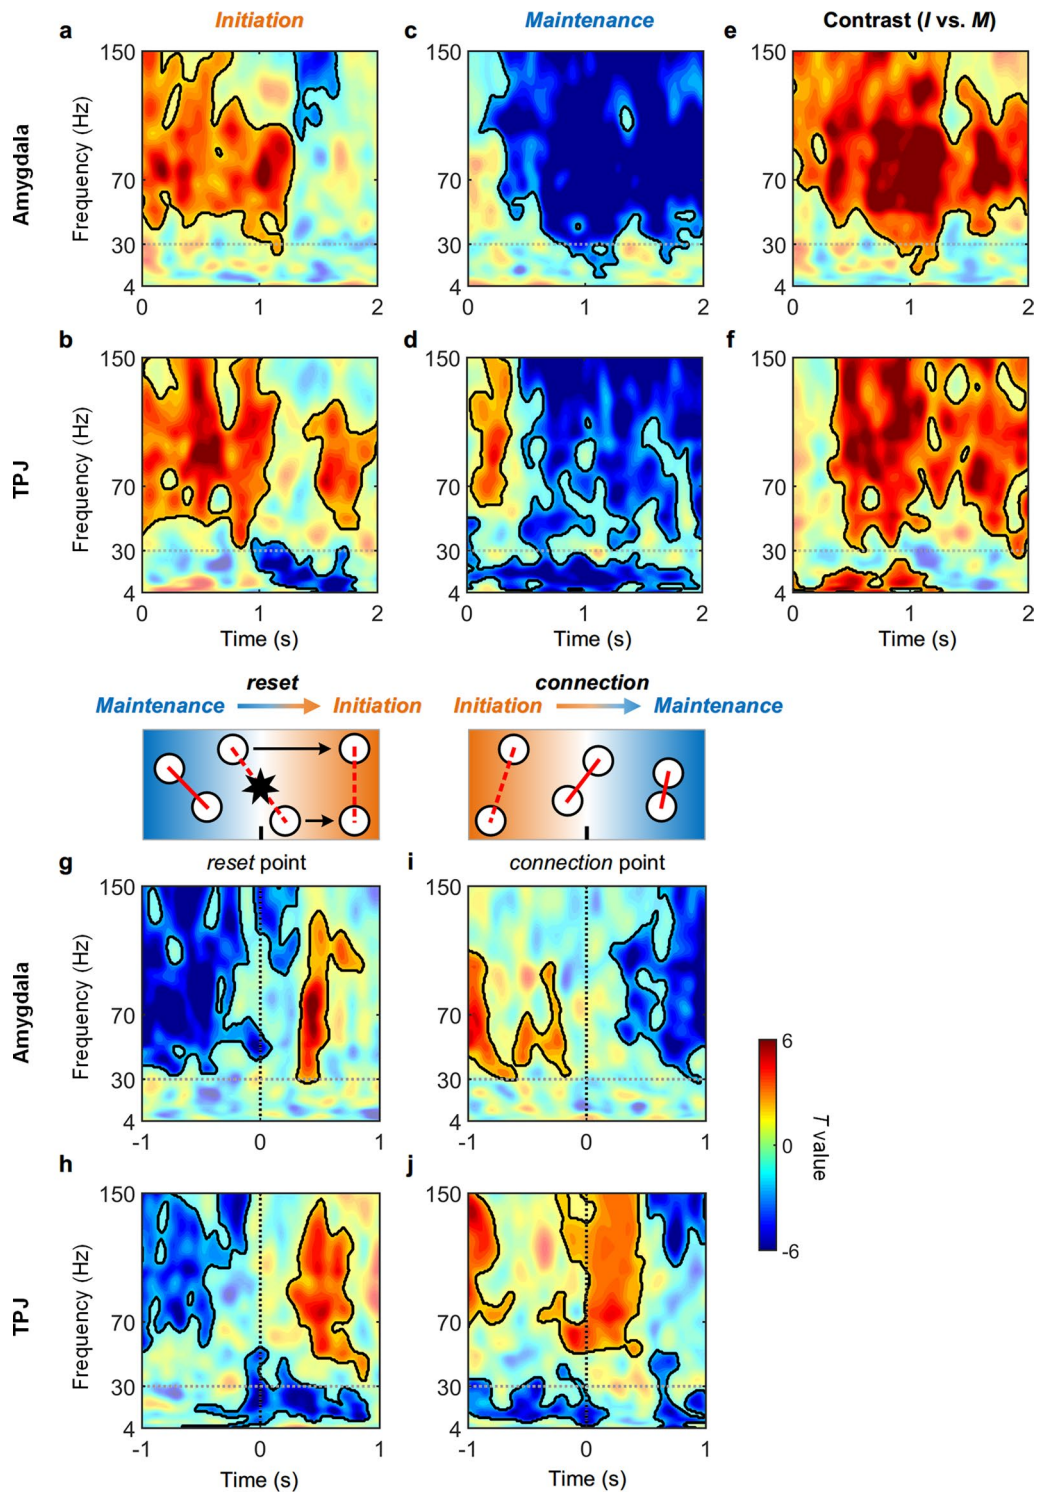 Initiation
Maintenance
Contrast (I vs. M)
a
c
e
Amygdala
Frequency (Hz)
150
70
30
4
150
70
30
4
150
70
30
4
0
1
2
0
1
2
0
1
2
b
d
f
TPJ
Frequency (Hz)
150
70
30
4
150
70
30
4
150
70
30
4
0
1
2
0
1
2
0
1
2
Time (s)
Time (s)
Time (s)
reset
connection
Maintenance
Initiation
Initiation
Maintenance
g
reset point
i
connection point
Amygdala
Frequency (Hz)
150
70
30
4
150
70
30
4
-1
0
1
-1
0
1
6
0
-6
T value
h
j
TPJ
Frequency (Hz)
150
70
30
4
150
70
30
4
-1
0
1
-1
0
1
Time (s)
Time (s)